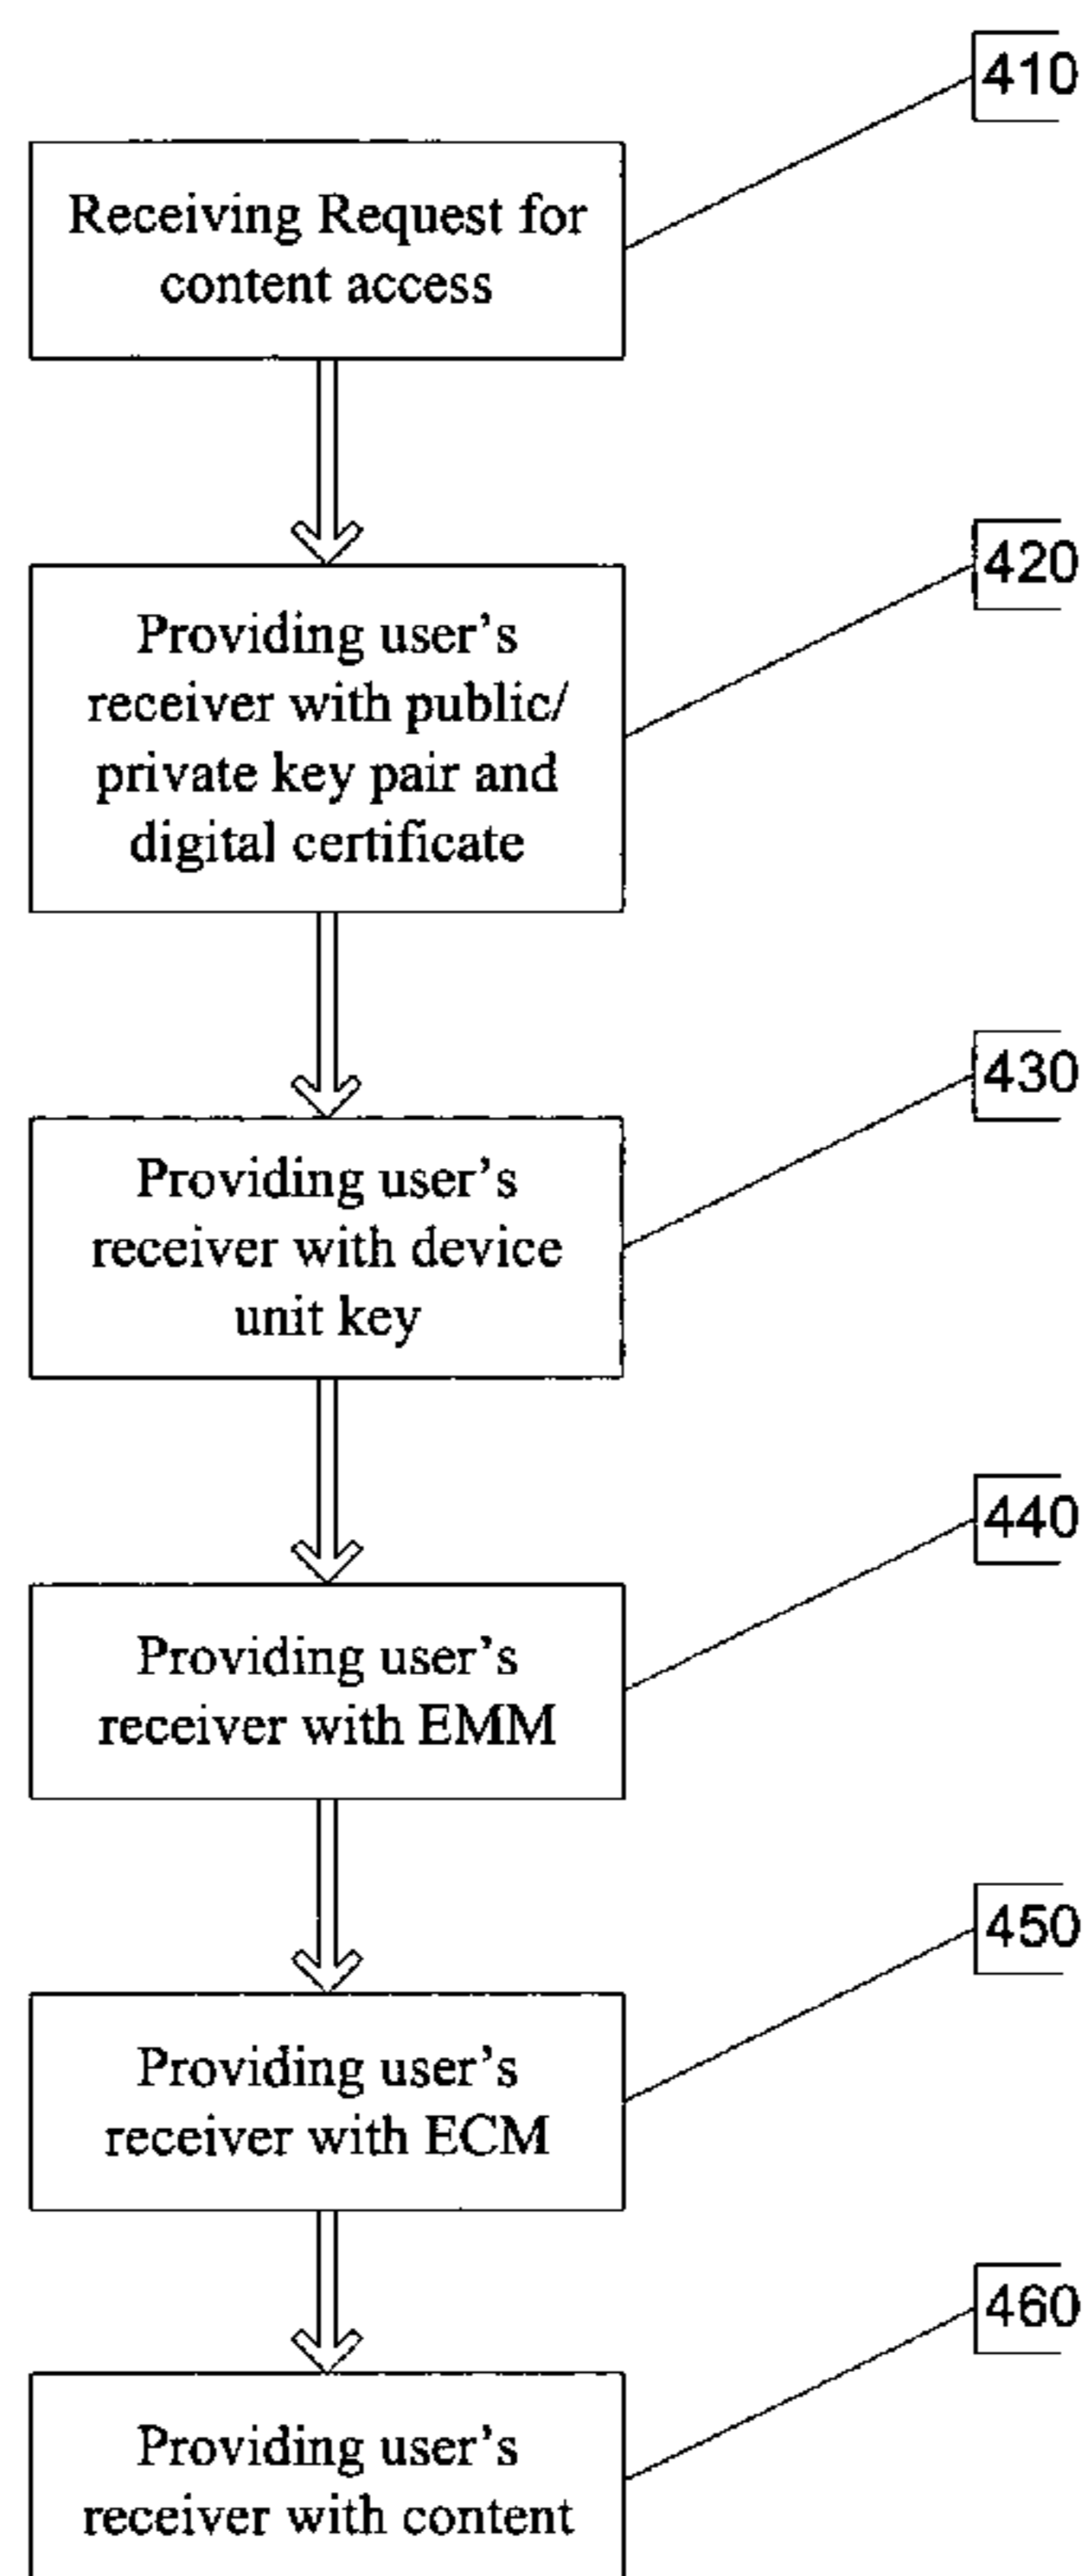 410
Receiving Request for
content access
420
Providing user's
receiver with public/
private key pair and
digital certificate
430
Providing user's
receiver with device
unit key
440
Providing user's
receiver with EMM
450
Providing user's
receiver with ECM
460
Providing user's
receiver with content